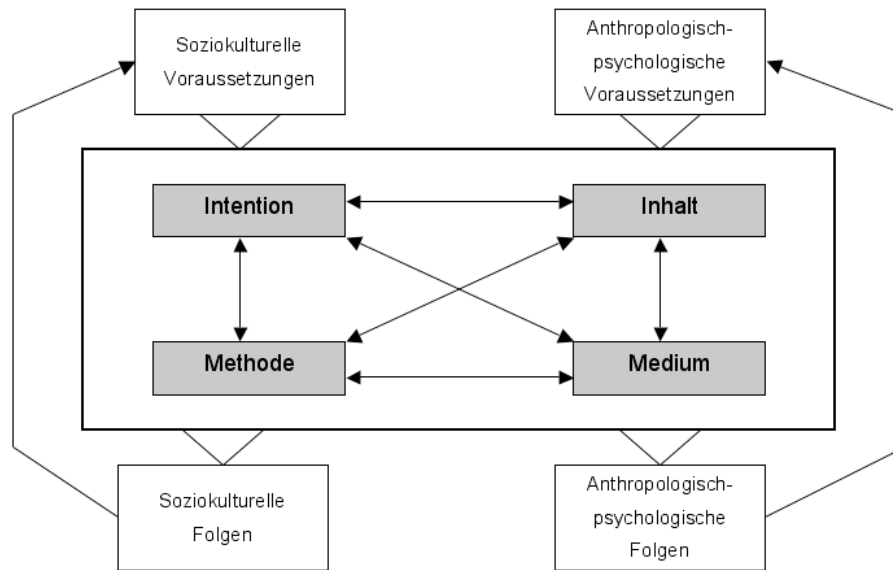 Soziokulturelle
Voraussetzungen
Anthropologisch-
psychologische
Voraussetzungen
Intention
Inhalt
Methode
Medium
Soziokulturelle
Folgen
Anthropologisch-
psychologische
Folgen